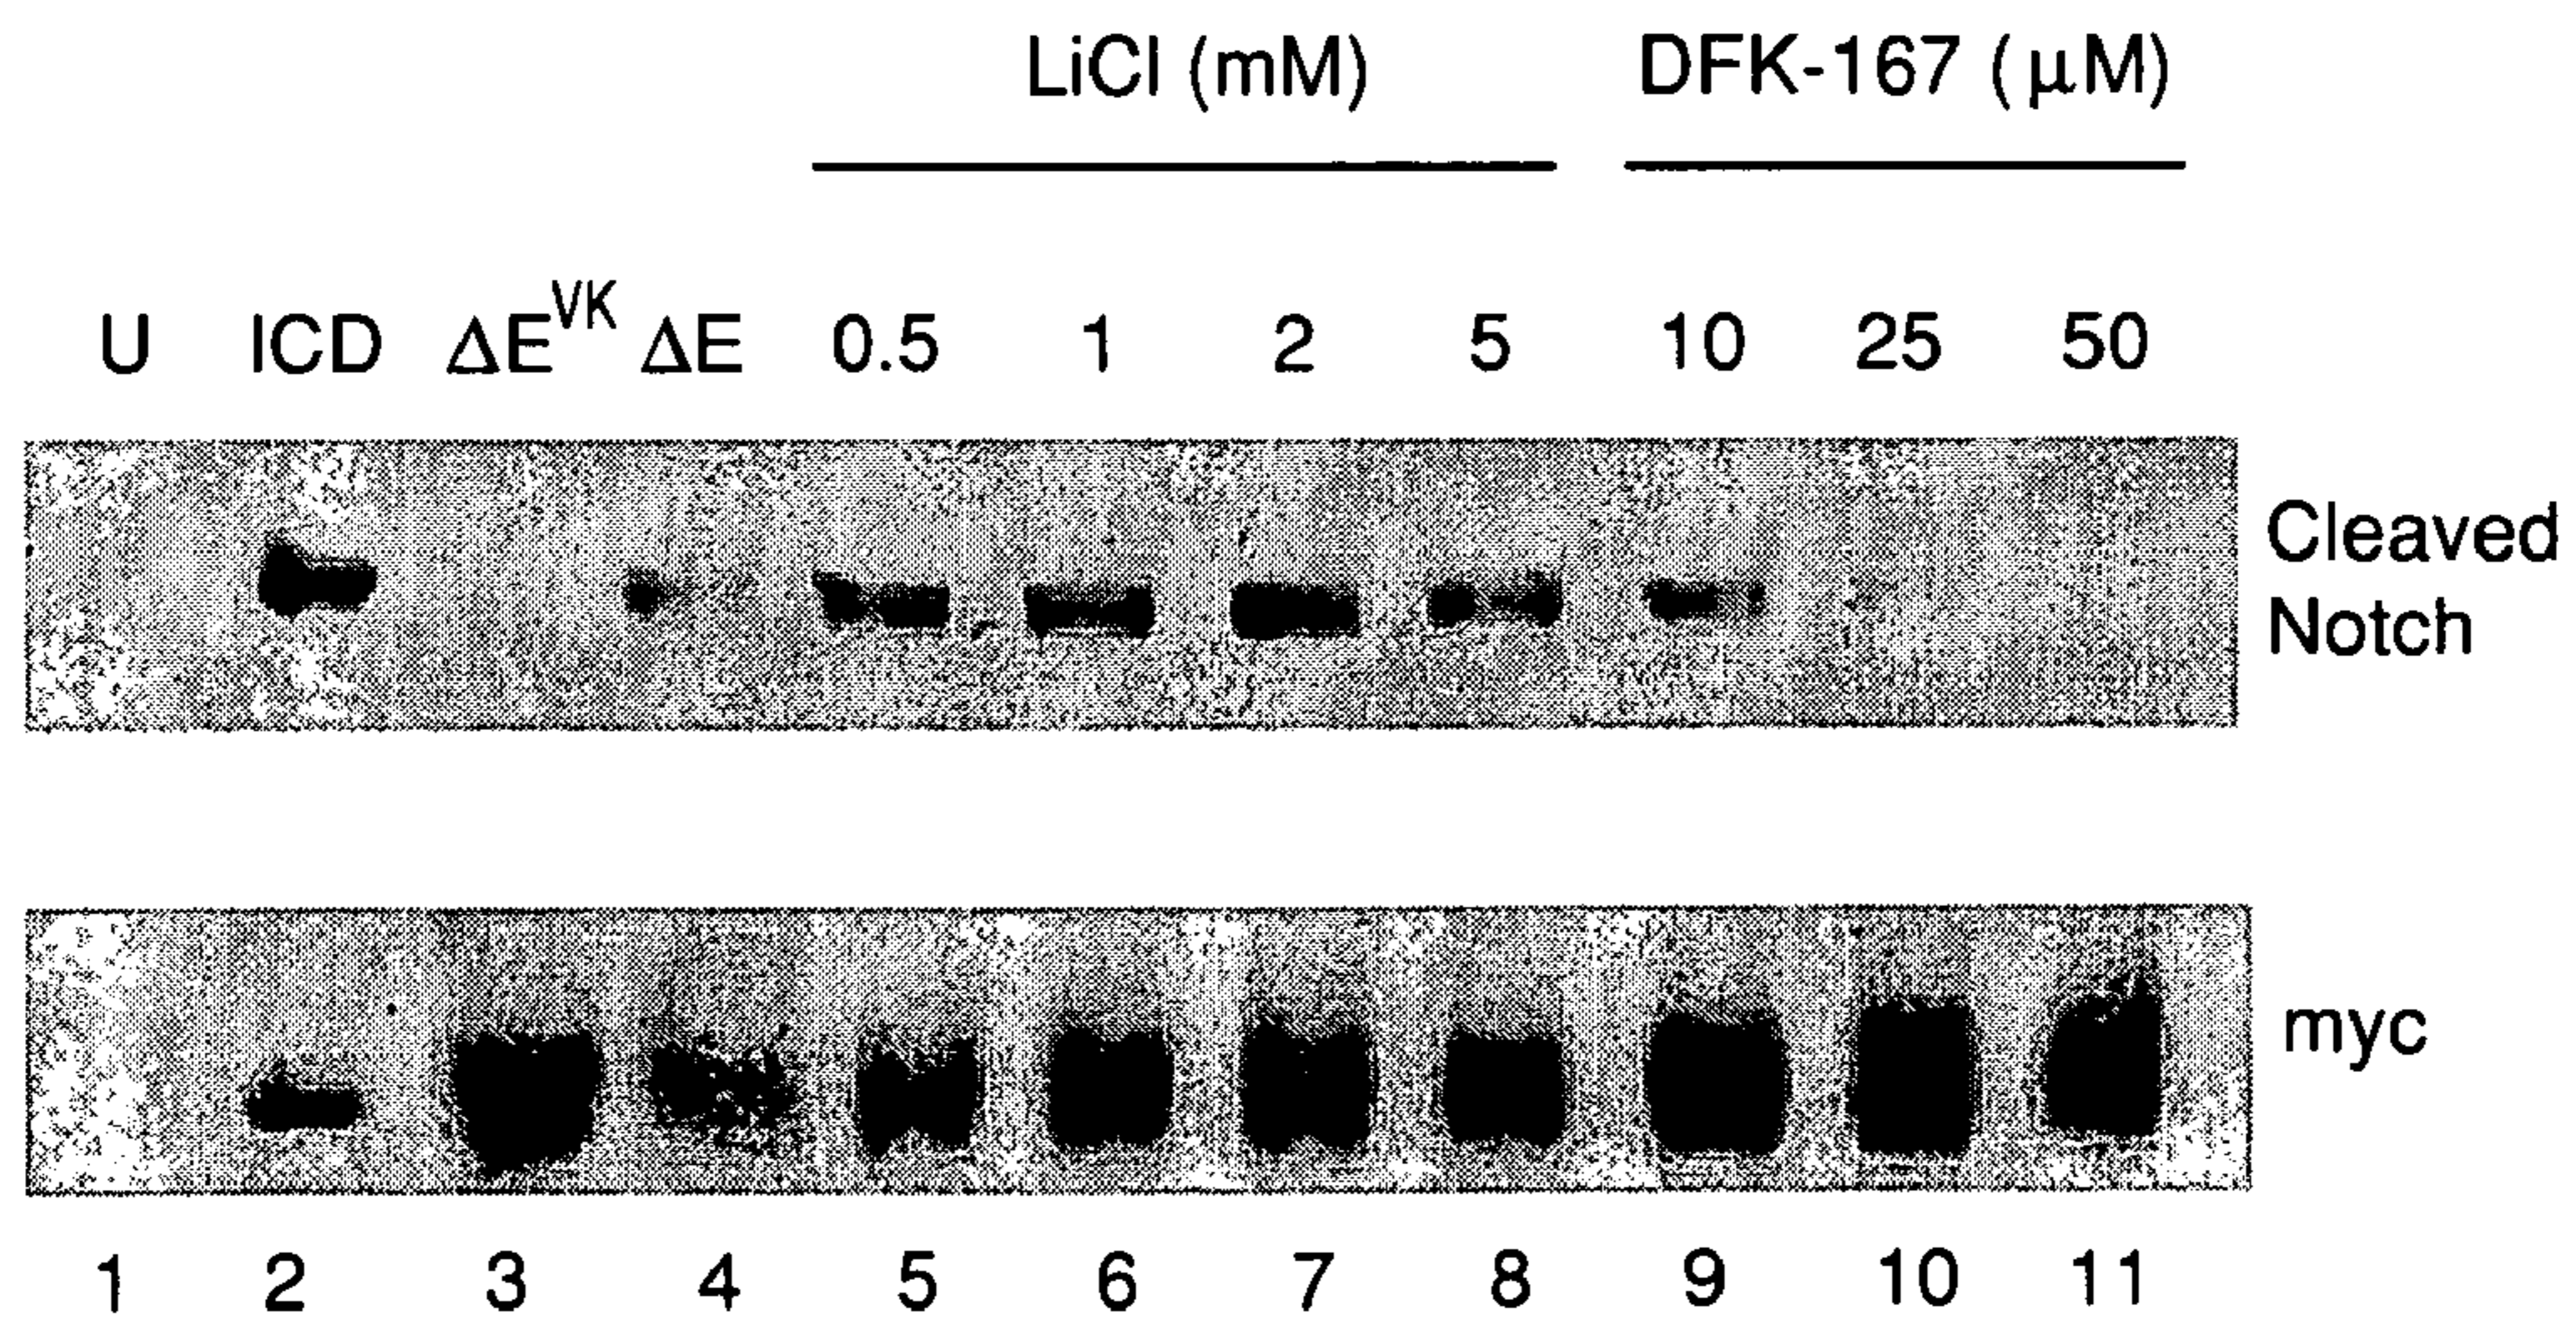 LiCl (mM) DFK-167 (μM)
U ICD ΔE^VK ΔE 0.5 1 2 5 10 25 50
Cleaved
Notch
myc
1 2 3 4 5 6 7 8 9 10 11